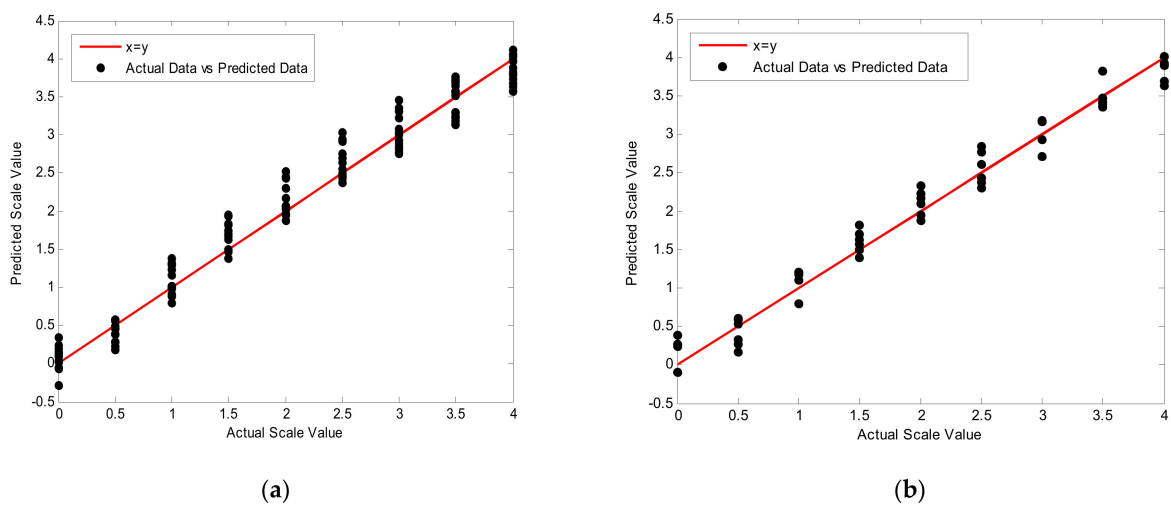 4.5
4
3.5
3
2.5
2
1.5
1
0.5
0
-0.5
Predicted Scale Value
x=y
Actual Data vs Predicted Data
0 0.5 1 1.5 2 2.5 3 3.5 4
Actual Scale Value
(a)
4.5
4
3.5
3
2.5
2
1.5
1
0.5
0
-0.5
Predicted Scale Value
x=y
Actual Data vs Predicted Data
0 0.5 1 1.5 2 2.5 3 3.5 4
Actual Scale Value
(b)